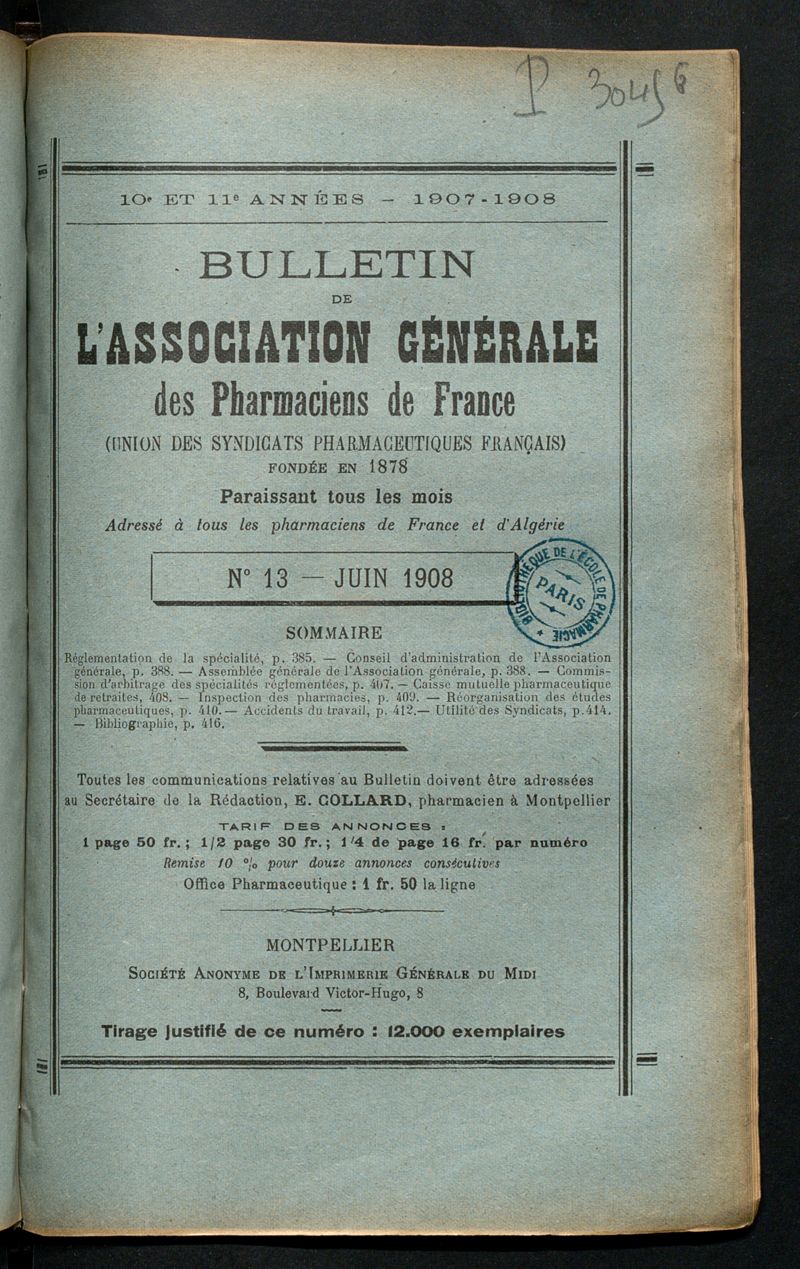 P 30456
10e ET 11e ANNÉES — 1907-1908
BULLETIN
DE
L'ASSOCIATION GÉNÉRALE
des Pharmaciens de France
(UNION DES SYNDICATS PHARMACEUTIQUES FRANÇAIS)
FONDÉE EN 1878
Paraissant tous les mois
Adressé à tous les pharmaciens de France et d'Algérie
N° 13 — JUIN 1908
BIBLIOTHÈQUE DE L'ÉCOLE DE PHARMACIE
PARIS
SOMMAIRE
Réglementation de la spécialité, p. 385. — Conseil d'administration de l'Association
générale, p. 388. — Assemblée générale de l'Association générale, p. 388. — Commis-
sion d'arbitrage des spécialités réglementées, p. 407. — Caisse mutuelle pharmaceutique
de retraites, 408. — Inspection des pharmacies, p. 409. — Réorganisation des études
pharmaceutiques, p. 410. — Accidents du travail, p. 412. — Utilité des Syndicats, p. 414.
— Bibliographie, p. 416.
Toutes les communications relatives au Bulletin doivent être adressées
au Secrétaire de la Rédaction, E. COLLARD, pharmacien à Montpellier
TARIF DES ANNONCES :
1 page 50 fr. ; 1/2 page 30 fr. ; 1/4 de page 16 fr. par numéro
Remise 10 % pour douze annonces consécutives
Office Pharmaceutique : 1 fr. 50 la ligne
MONTPELLIER
SOCIÉTÉ ANONYME DE L'IMPRIMERIE GÉNÉRALE DU MIDI
8, Boulevard Victor-Hugo, 8
Tirage justifié de ce numéro : 12.000 exemplaires